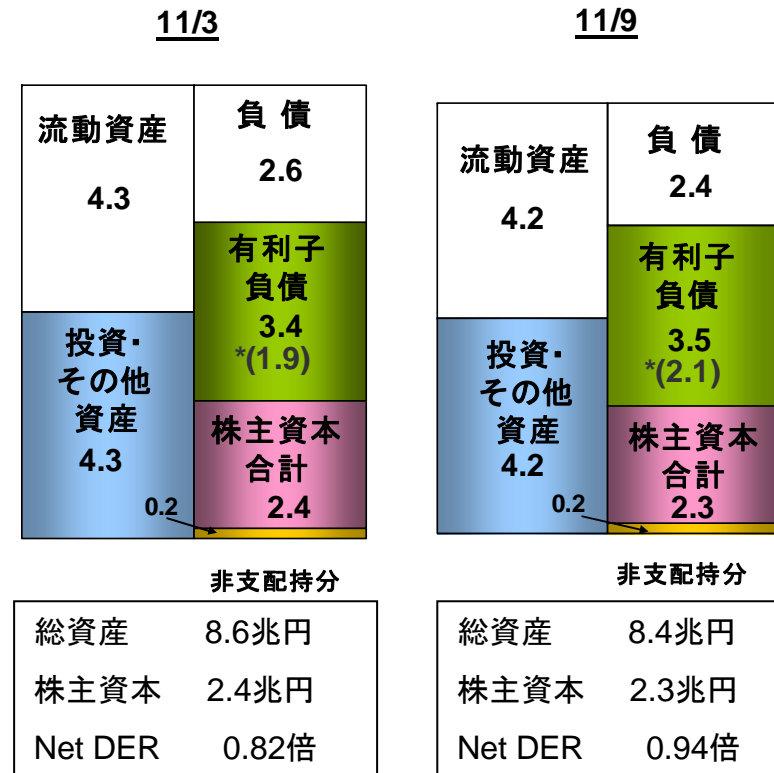 11/3
流動資産
4.3
負 債
2.6
有利子
負債
3.4
*(1.9)
投資・
その他
資産
4.3
株主資本
合計
2.4
0.2
非支配持分
総資産 8.6兆円
株主資本 2.4兆円
Net DER 0.82倍
11/9
流動資産
4.2
負 債
2.4
有利子
負債
3.5
*(2.1)
投資・
その他
資産
4.2
株主資本
合計
2.3
0.2
非支配持分
総資産 8.4兆円
株主資本 2.3兆円
Net DER 0.94倍